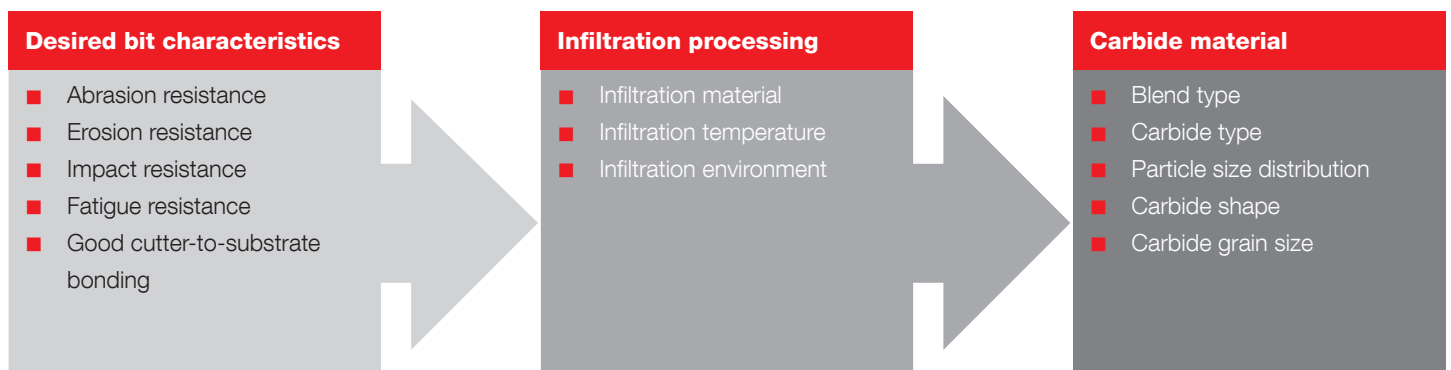 Desired bit characteristics
Abrasion resistance
Erosion resistance
Impact resistance
Fatigue resistance
Good cutter-to-substrate
bonding
Infiltration processing
Infiltration material
Infiltration temperature
Infiltration environment
Carbide material
Blend type
Carbide type
Particle size distribution
Carbide shape
Carbide grain size